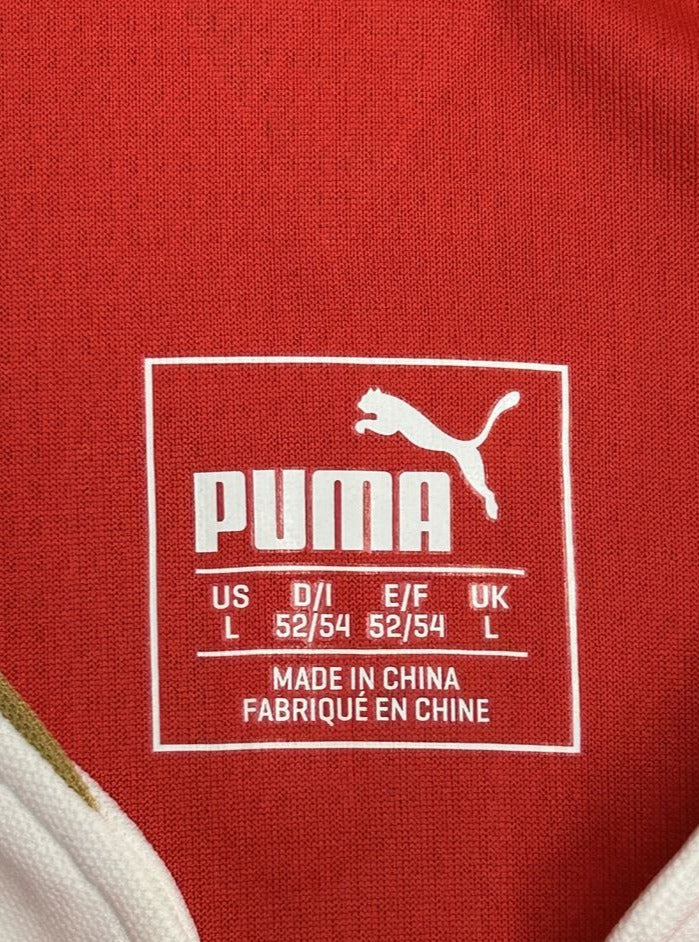 PUMA
US D/I E/F UK
L 52/54 52/54 L
MADE IN CHINA
FABRIQUÉ EN CHINE